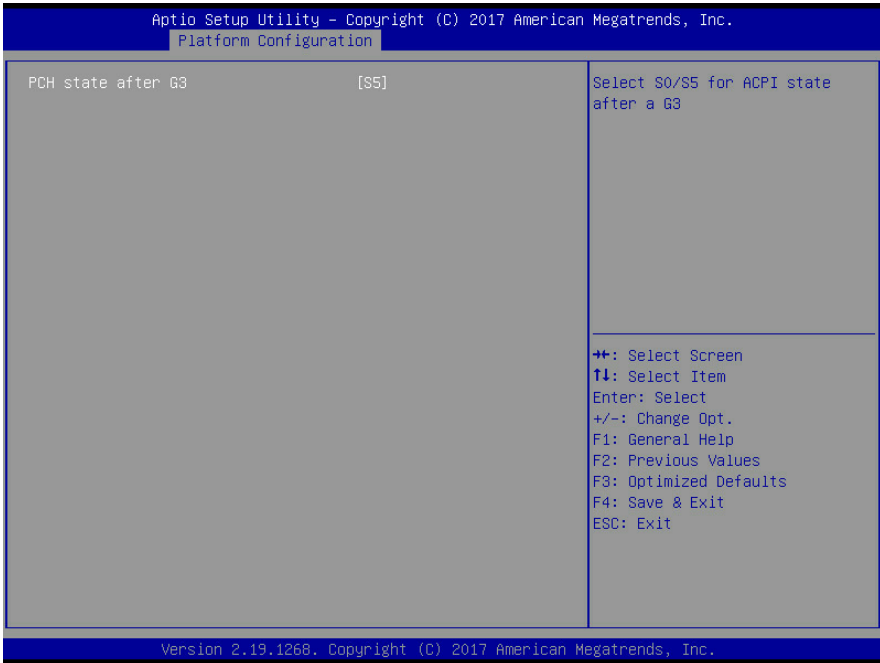 Aptio Setup Utility – Copyright (C) 2017 American Megatrends, Inc.
Platform Configuration
PCH state after G3 [S5]
Select S0/S5 for ACPI state
after a G3
→←: Select Screen
↑↓: Select Item
Enter: Select
+/-: Change Opt.
F1: General Help
F2: Previous Values
F3: Optimized Defaults
F4: Save & Exit
ESC: Exit
Version 2.19.1268. Copyright (C) 2017 American Megatrends, Inc.